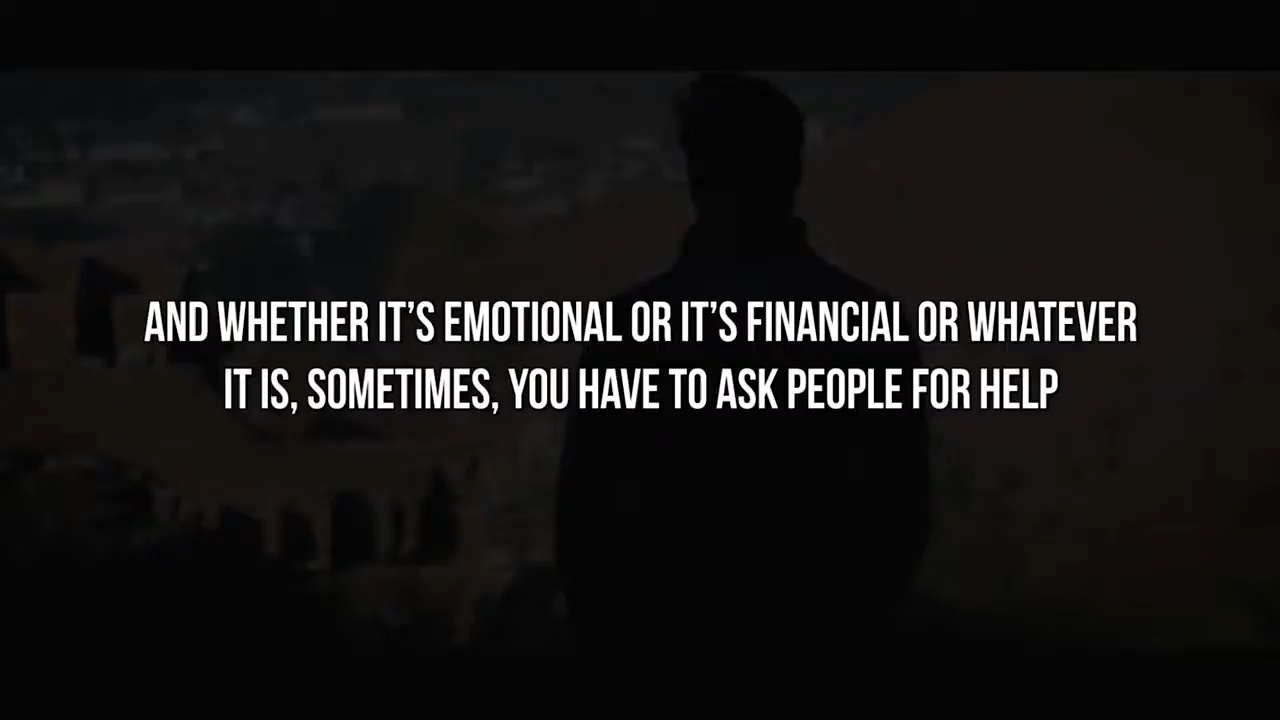 AND WHETHER IT’S EMOTIONAL OR IT’S FINANCIAL OR WHATEVER
IT IS, SOMETIMES, YOU HAVE TO ASK PEOPLE FOR HELP